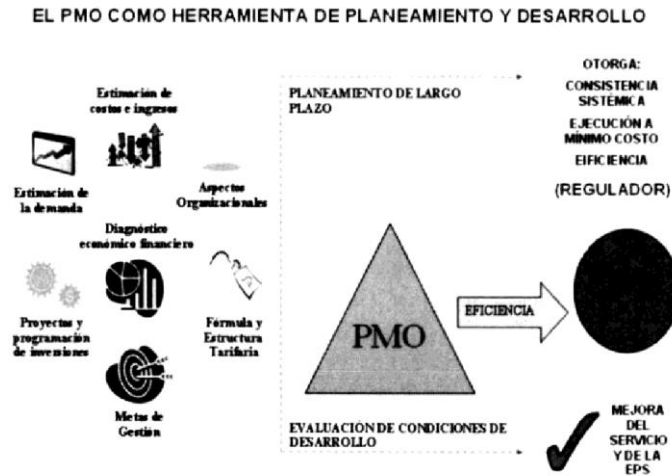 EL PMO COMO HERRAMIENTA DE PLANEAMIENTO Y DESARROLLO
Estimación de
costos e ingresos
Estimación de
la demanda
Aspectos
Organizacionales
Diagnóstico
económico financiero
Proyectos y
programación
de inversiones
Fórmula y
Estructura
Tarifaria
Metas de
Gestión
PLANEAMIENTO DE LARGO
PLAZO
PMO
EFICIENCIA
EVALUACIÓN DE CONDICIONES DE
DESARROLLO
OTORGA:
CONSISTENCIA
SISTÉMICA
EJECUCIÓN A
MÍNIMO COSTO
EIFICIENCIA
(REGULADOR)
MEJORA
DEL
SERVICIO
Y DE LA
EPS